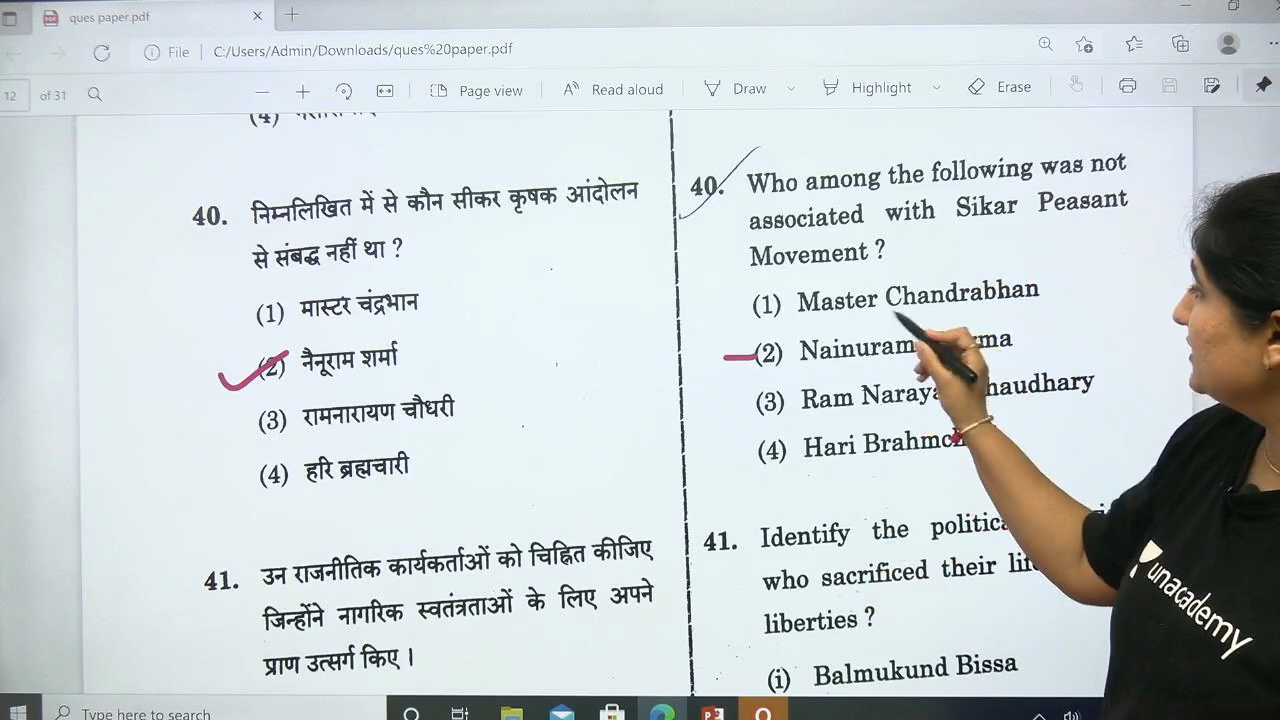 ques paper.pdf
File C:/Users/Admin/Downloads/ques%20paper.pdf
12 of 31 Page view Read aloud Draw Highlight Erase
(4)
40. निम्नलिखित में से कौन सीकर कृषक आंदोलन
से संबद्ध नहीं था ?
(1) मास्टर चंद्रभान
(2) नैनूराम शर्मा
(3) रामनारायण चौधरी
(4) हरि ब्रह्मचारी
41. उन राजनीतिक कार्यकर्ताओं को चिह्नित कीजिए
जिन्होंने नागरिक स्वतंत्रताओं के लिए अपने
प्राण उत्सर्ग किए ।
40. Who among the following was not
associated with Sikar Peasant
Movement ?
(1) Master Chandrabhan
(2) Nainuram
(3) Ram
(4) Hari
41. Identify the
who sacrificed their
liberties ?
(i) Balmukund Bissa
unacademy
Type here to search